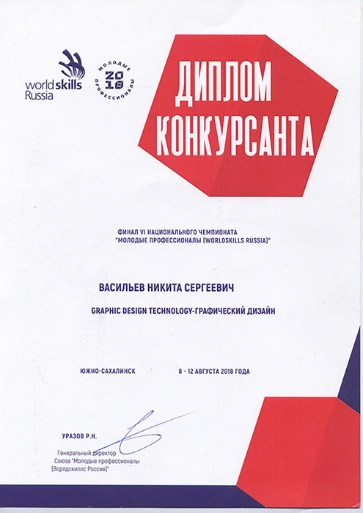 worldskills
Russia
МОЛОДЫЕ ПРОФЕССИОНАЛЫ
2018
ДИПЛОМ
КОНКУРСАНТА
ФИНАЛ VI НАЦИОНАЛЬНОГО ЧЕМПИОНАТА
"МОЛОДЫЕ ПРОФЕССИОНАЛЫ (WORLDSKILLS RUSSIA)"
ВАСИЛЬЕВ НИКИТА СЕРГЕЕВИЧ
GRAPHIC DESIGN TECHNOLOGY-ГРАФИЧЕСКИЙ ДИЗАЙН
ЮЖНО-САХАЛИНСК 8 - 12 АВГУСТА 2018 ГОДА
УРАЗОВ Р.Н.
Генеральный директор
Союза "Молодые профессионалы
(Ворлдскиллс Россия)"